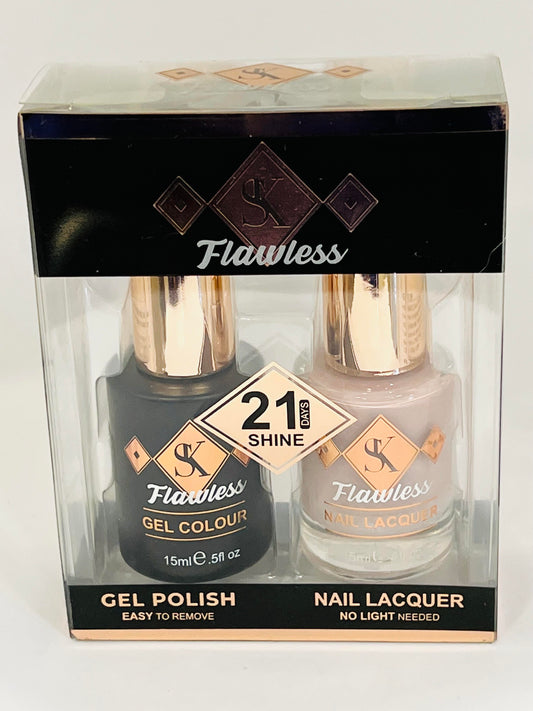 SK
SK
Flawless
21 DAYS
SHINE
SK
Flawless
GEL COLOUR
15ml℮.5fl oz
SK
Flawless
NAIL LACQUER
GEL POLISH
EASY TO REMOVE
NAIL LACQUER
NO LIGHT NEEDED